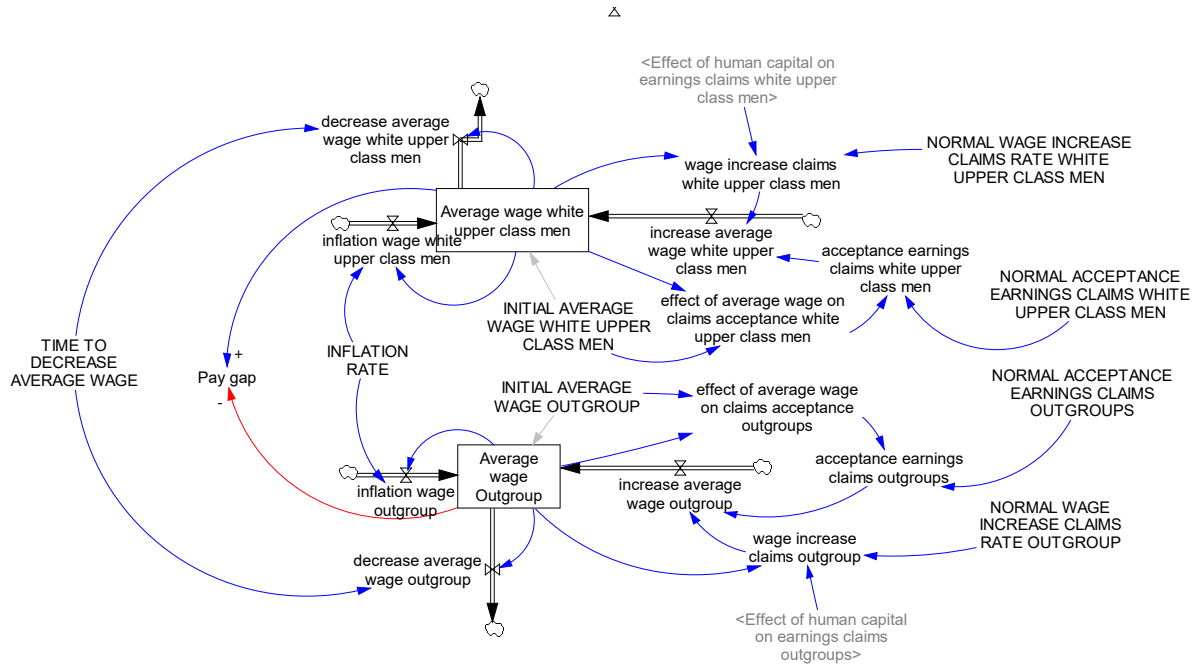 <Effect of human capital on
earnings claims white upper
class men>
decrease average
wage white upper
class men
NORMAL WAGE INCREASE
CLAIMS RATE WHITE
UPPER CLASS MEN
wage increase claims
white upper class men
Average wage white
upper class men
inflation wage white
upper class men
increase average
wage white upper
class men
acceptance earnings
claims white upper
class men
NORMAL ACCEPTANCE
EARNINGS CLAIMS WHITE
UPPER CLASS MEN
INITIAL AVERAGE
WAGE WHITE UPPER
CLASS MEN
effect of average wage on
claims acceptance white
upper class men
TIME TO
DECREASE
AVERAGE WAGE
+
Pay gap
-
INFLATION
RATE
INITIAL AVERAGE
WAGE OUTGROUP
effect of average wage
on claims acceptance
outgroups
NORMAL ACCEPTANCE
EARNINGS CLAIMS
OUTGROUPS
Average
wage
Outgroup
inflation wage
outgroup
increase average
wage outgroup
acceptance earnings
claims outgroups
NORMAL WAGE
INCREASE CLAIMS
RATE OUTGROUP
wage increase
claims outgroup
decrease average
wage outgroup
<Effect of human capital
on earnings claims
outgroups>